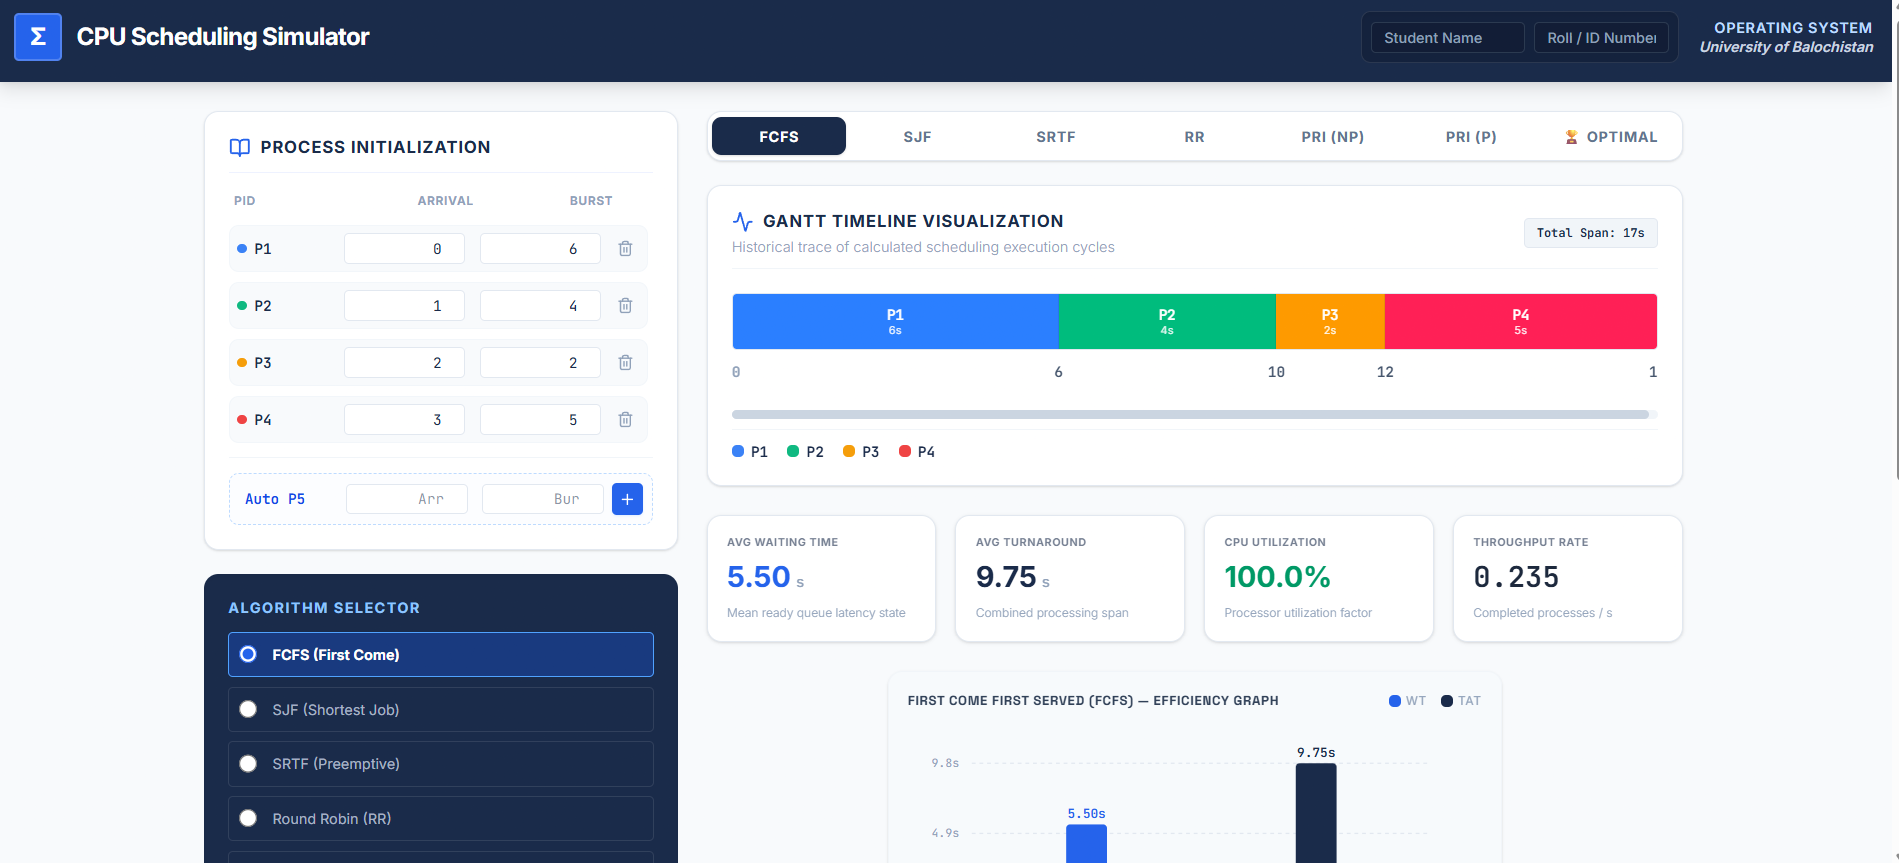 Σ
CPU Scheduling Simulator
Student Name
Roll / ID Number
OPERATING SYSTEM
University of Balochistan
PROCESS INITIALIZATION
PID ARRIVAL BURST
P1 0 6
P2 1 4
P3 2 2
P4 3 5
Auto P5 Arr Bur +
ALGORITHM SELECTOR
FCFS (First Come)
SJF (Shortest Job)
SRTF (Preemptive)
Round Robin (RR)
FCFS SJF SRTF RR PRI (NP) PRI (P) OPTIMAL
GANTT TIMELINE VISUALIZATION
Historical trace of calculated scheduling execution cycles
Total Span: 17s
P1 P2 P3 P4
6s 4s 2s 5s
0 6 10 12 1
P1 P2 P3 P4
AVG WAITING TIME
5.50 s
Mean ready queue latency state
AVG TURNAROUND
9.75 s
Combined processing span
CPU UTILIZATION
100.0%
Processor utilization factor
THROUGHPUT RATE
0.235
Completed processes / s
FIRST COME FIRST SERVED (FCFS) — EFFICIENCY GRAPH
WT TAT
9.75s
9.8s
5.50s
4.9s